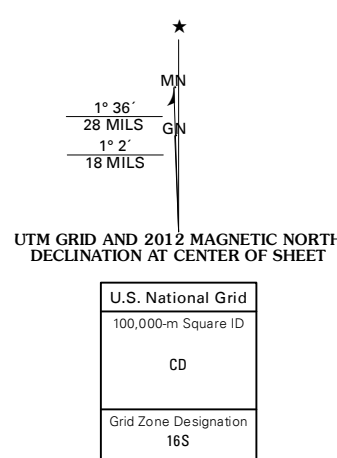 MN
1° 36´
28 MILS
GN
1° 2´
18 MILS
UTM GRID AND 2012 MAGNETIC NORTH
DECLINATION AT CENTER OF SHEET
U.S. National Grid
100,000-m Square ID
CD
Grid Zone Designation
16S